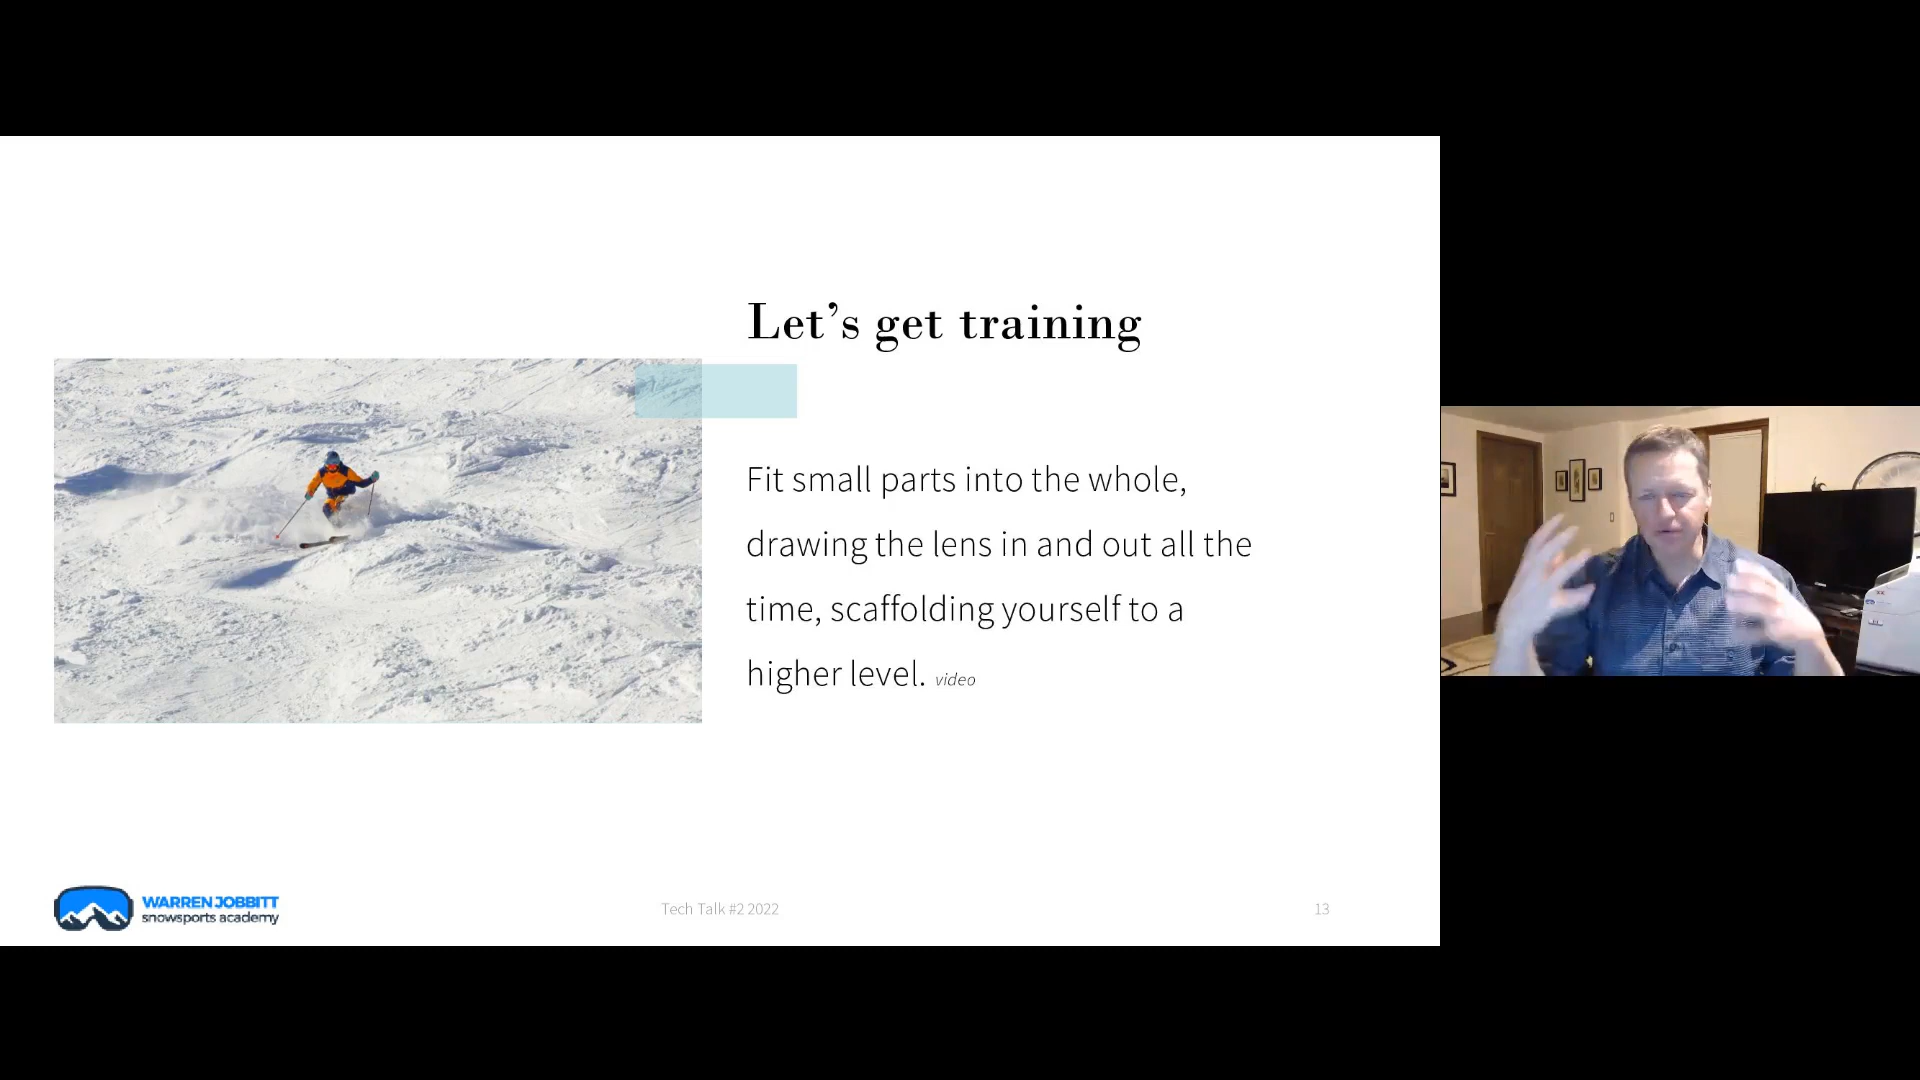 Let’s get training
Fit small parts into the whole,
drawing the lens in and out all the
time, scaffolding yourself to a
higher level. video
WARREN JOBBITT
snowsports academy
Tech Talk #2 2022
13